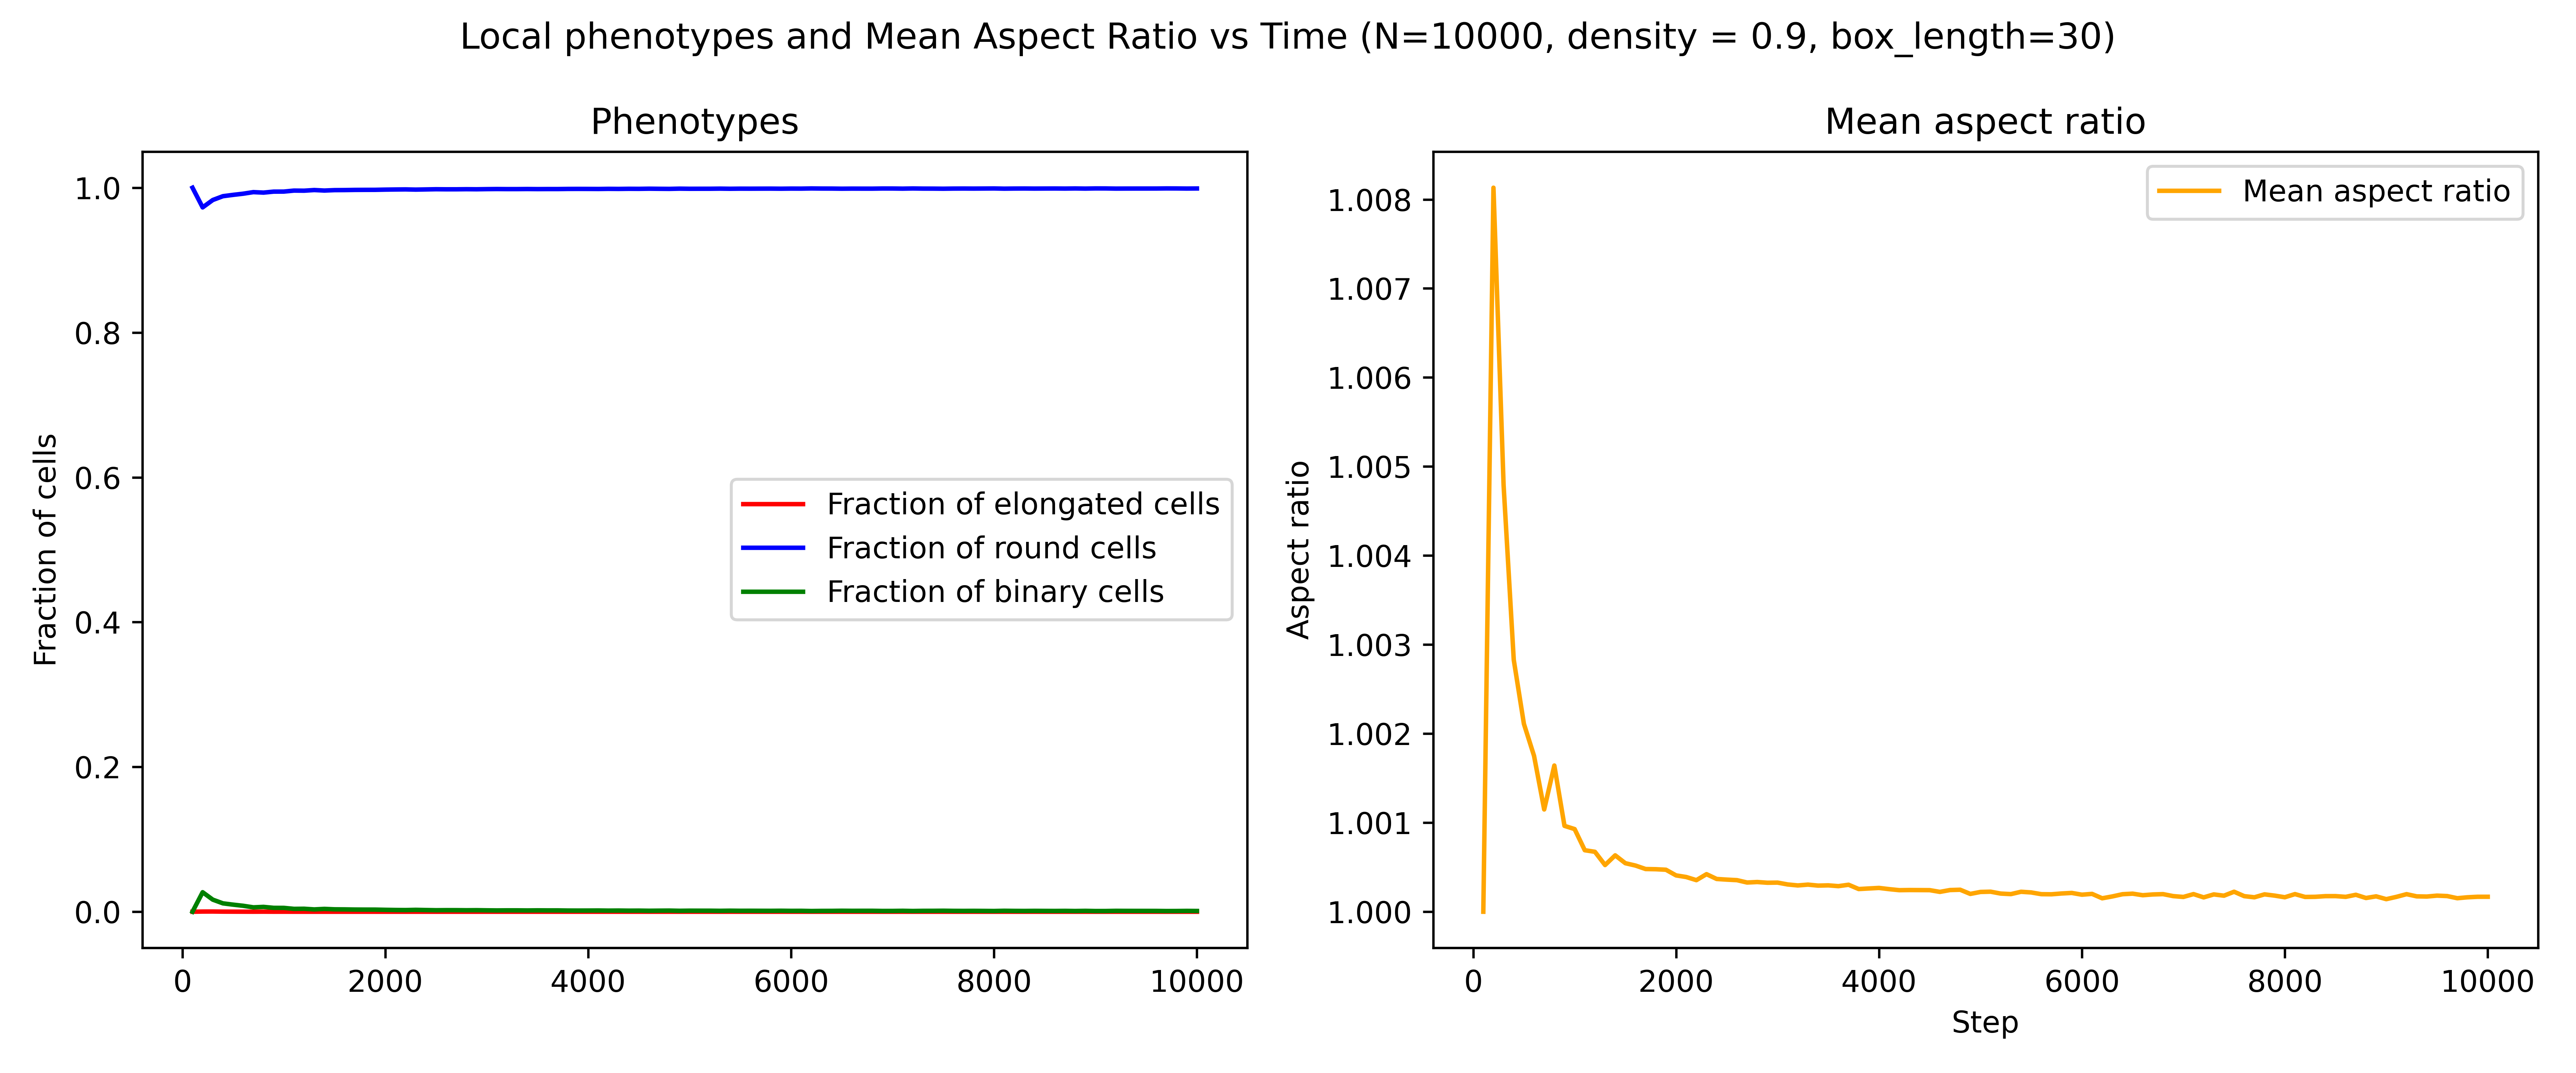 Local phenotypes and Mean Aspect Ratio vs Time (N=10000, density = 0.9, box_length=30)
Phenotypes
Fraction of cells
1.0
0.8
0.6
0.4
0.2
0.0
Fraction of elongated cells
Fraction of round cells
Fraction of binary cells
0
2000
4000
6000
8000
10000
Mean aspect ratio
Aspect ratio
1.008
1.007
1.006
1.005
1.004
1.003
1.002
1.001
1.000
Mean aspect ratio
0
2000
4000
6000
8000
10000
Step